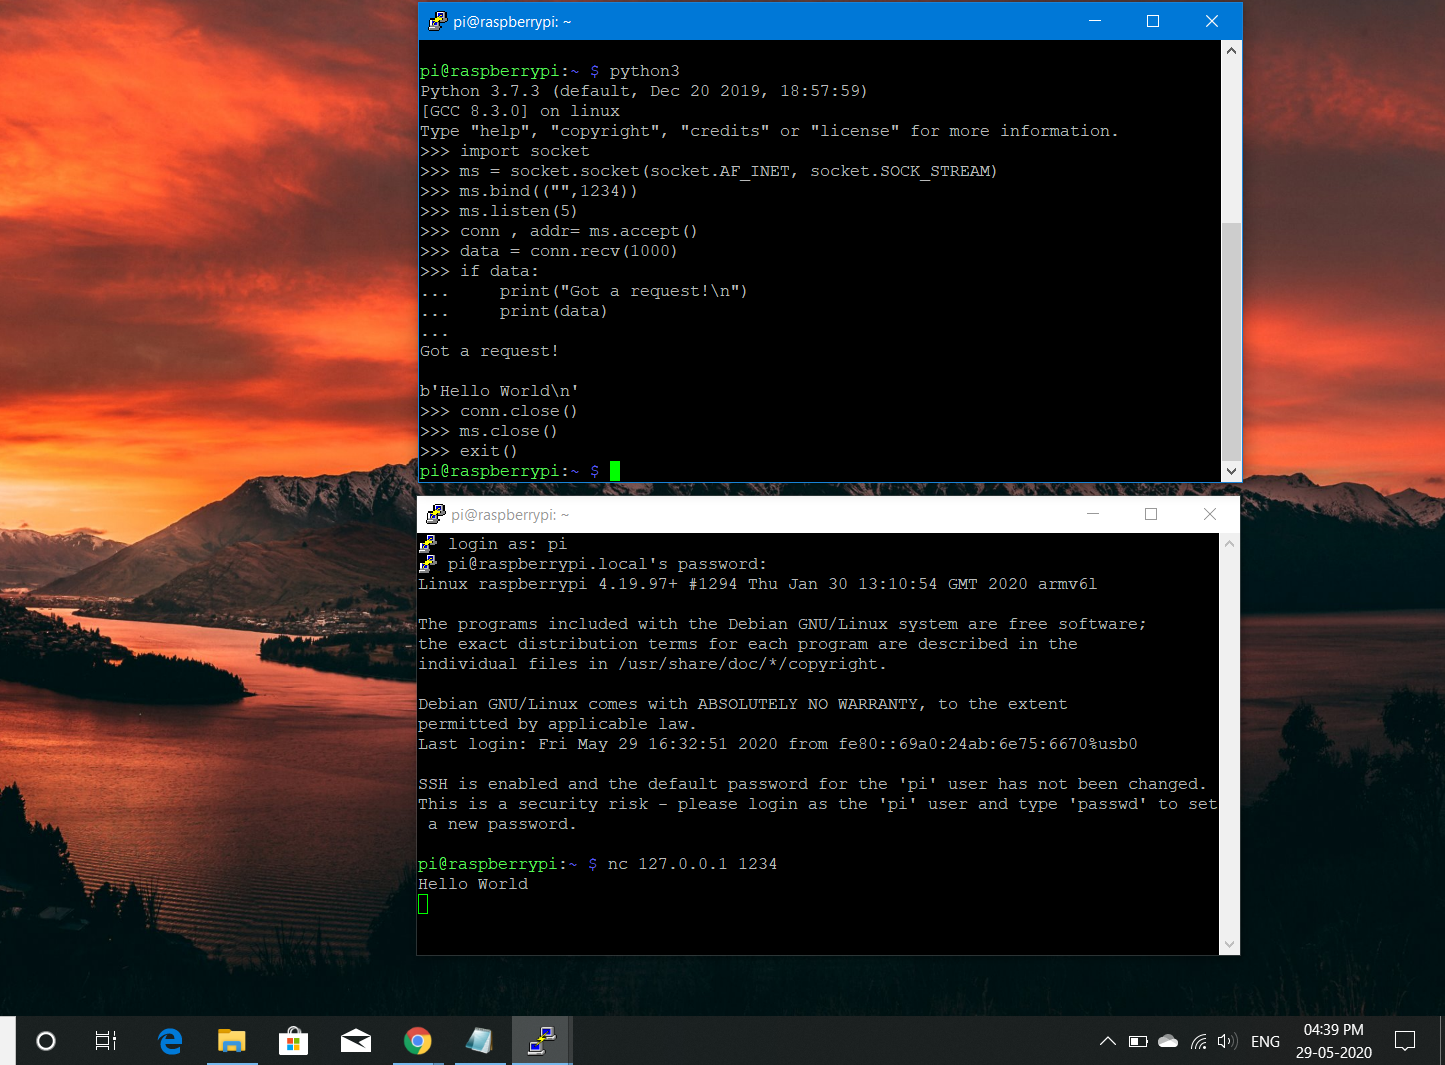 pi@raspberrypi: ~
pi@raspberrypi:~ $ python3
Python 3.7.3 (default, Dec 20 2019, 18:57:59)
[GCC 8.3.0] on linux
Type "help", "copyright", "credits" or "license" for more information.
>>> import socket
>>> ms = socket.socket(socket.AF_INET, socket.SOCK_STREAM)
>>> ms.bind(("",1234))
>>> ms.listen(5)
>>> conn , addr= ms.accept()
>>> data = conn.recv(1000)
>>> if data:
...     print("Got a request!\n")
...     print(data)
...
Got a request!
b'Hello World\n'
>>> conn.close()
>>> ms.close()
>>> exit()
pi@raspberrypi:~ $
pi@raspberrypi: ~
login as: pi
pi@raspberrypi.local's password:
Linux raspberrypi 4.19.97+ #1294 Thu Jan 30 13:10:54 GMT 2020 armv6l
The programs included with the Debian GNU/Linux system are free software;
the exact distribution terms for each program are described in the
individual files in /usr/share/doc/*/copyright.
Debian GNU/Linux comes with ABSOLUTELY NO WARRANTY, to the extent
permitted by applicable law.
Last login: Fri May 29 16:32:51 2020 from fe80::69a0:24ab:6e75:6670%usb0
SSH is enabled and the default password for the 'pi' user has not been changed.
This is a security risk - please login as the 'pi' user and type 'passwd' to set
 a new password.
pi@raspberrypi:~ $ nc 127.0.0.1 1234
Hello World
ENG
04:39 PM
29-05-2020